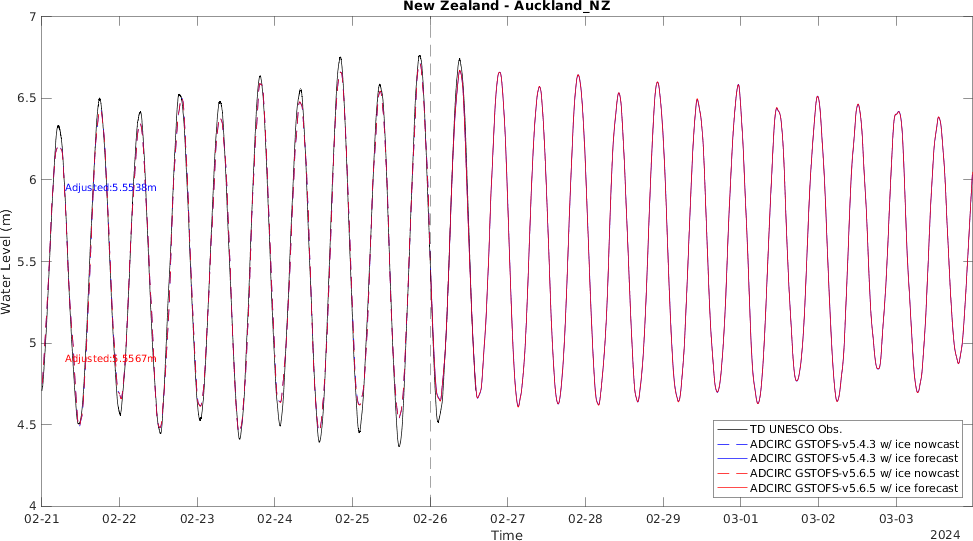 New Zealand - Auckland_NZ
7
6.5
6
5.5
5
4.5
4
Water Level (m)
Adjusted:5.5538m
Adjusted:5.5567m
TD UNESCO Obs.
ADCIRC GSTOFS-v5.4.3 w/ ice nowcast
ADCIRC GSTOFS-v5.4.3 w/ ice forecast
ADCIRC GSTOFS-v5.6.5 w/ ice nowcast
ADCIRC GSTOFS-v5.6.5 w/ ice forecast
02-21 02-22 02-23 02-24 02-25 02-26 02-27 02-28 02-29 03-01 03-02 03-03
Time
2024